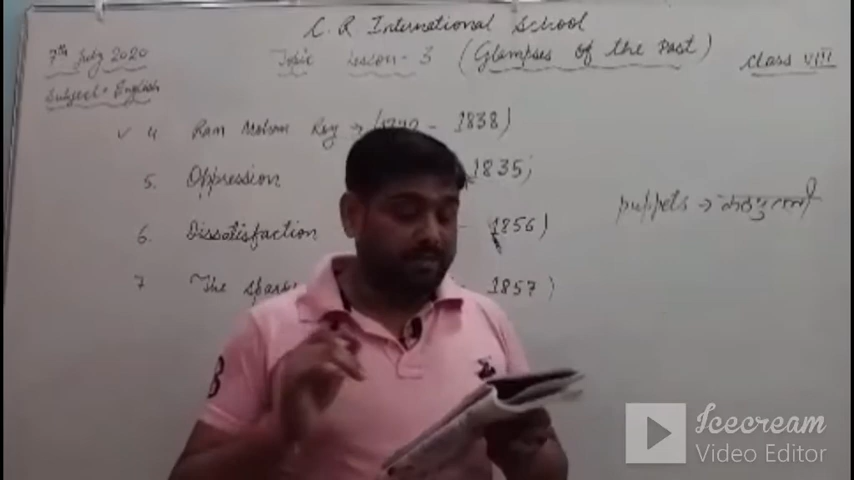 C. R International School
7th July 2020 Topic Lesson - 3 (Glimpses of the Past) Class VIII
Subject - English
4 Ram Mohan Roy → 1838)
5. Oppression 1835)
puppets → कठपुतली
6. Dissatisfaction 1856)
7 The Spark 1857)
Icecream
Video Editor